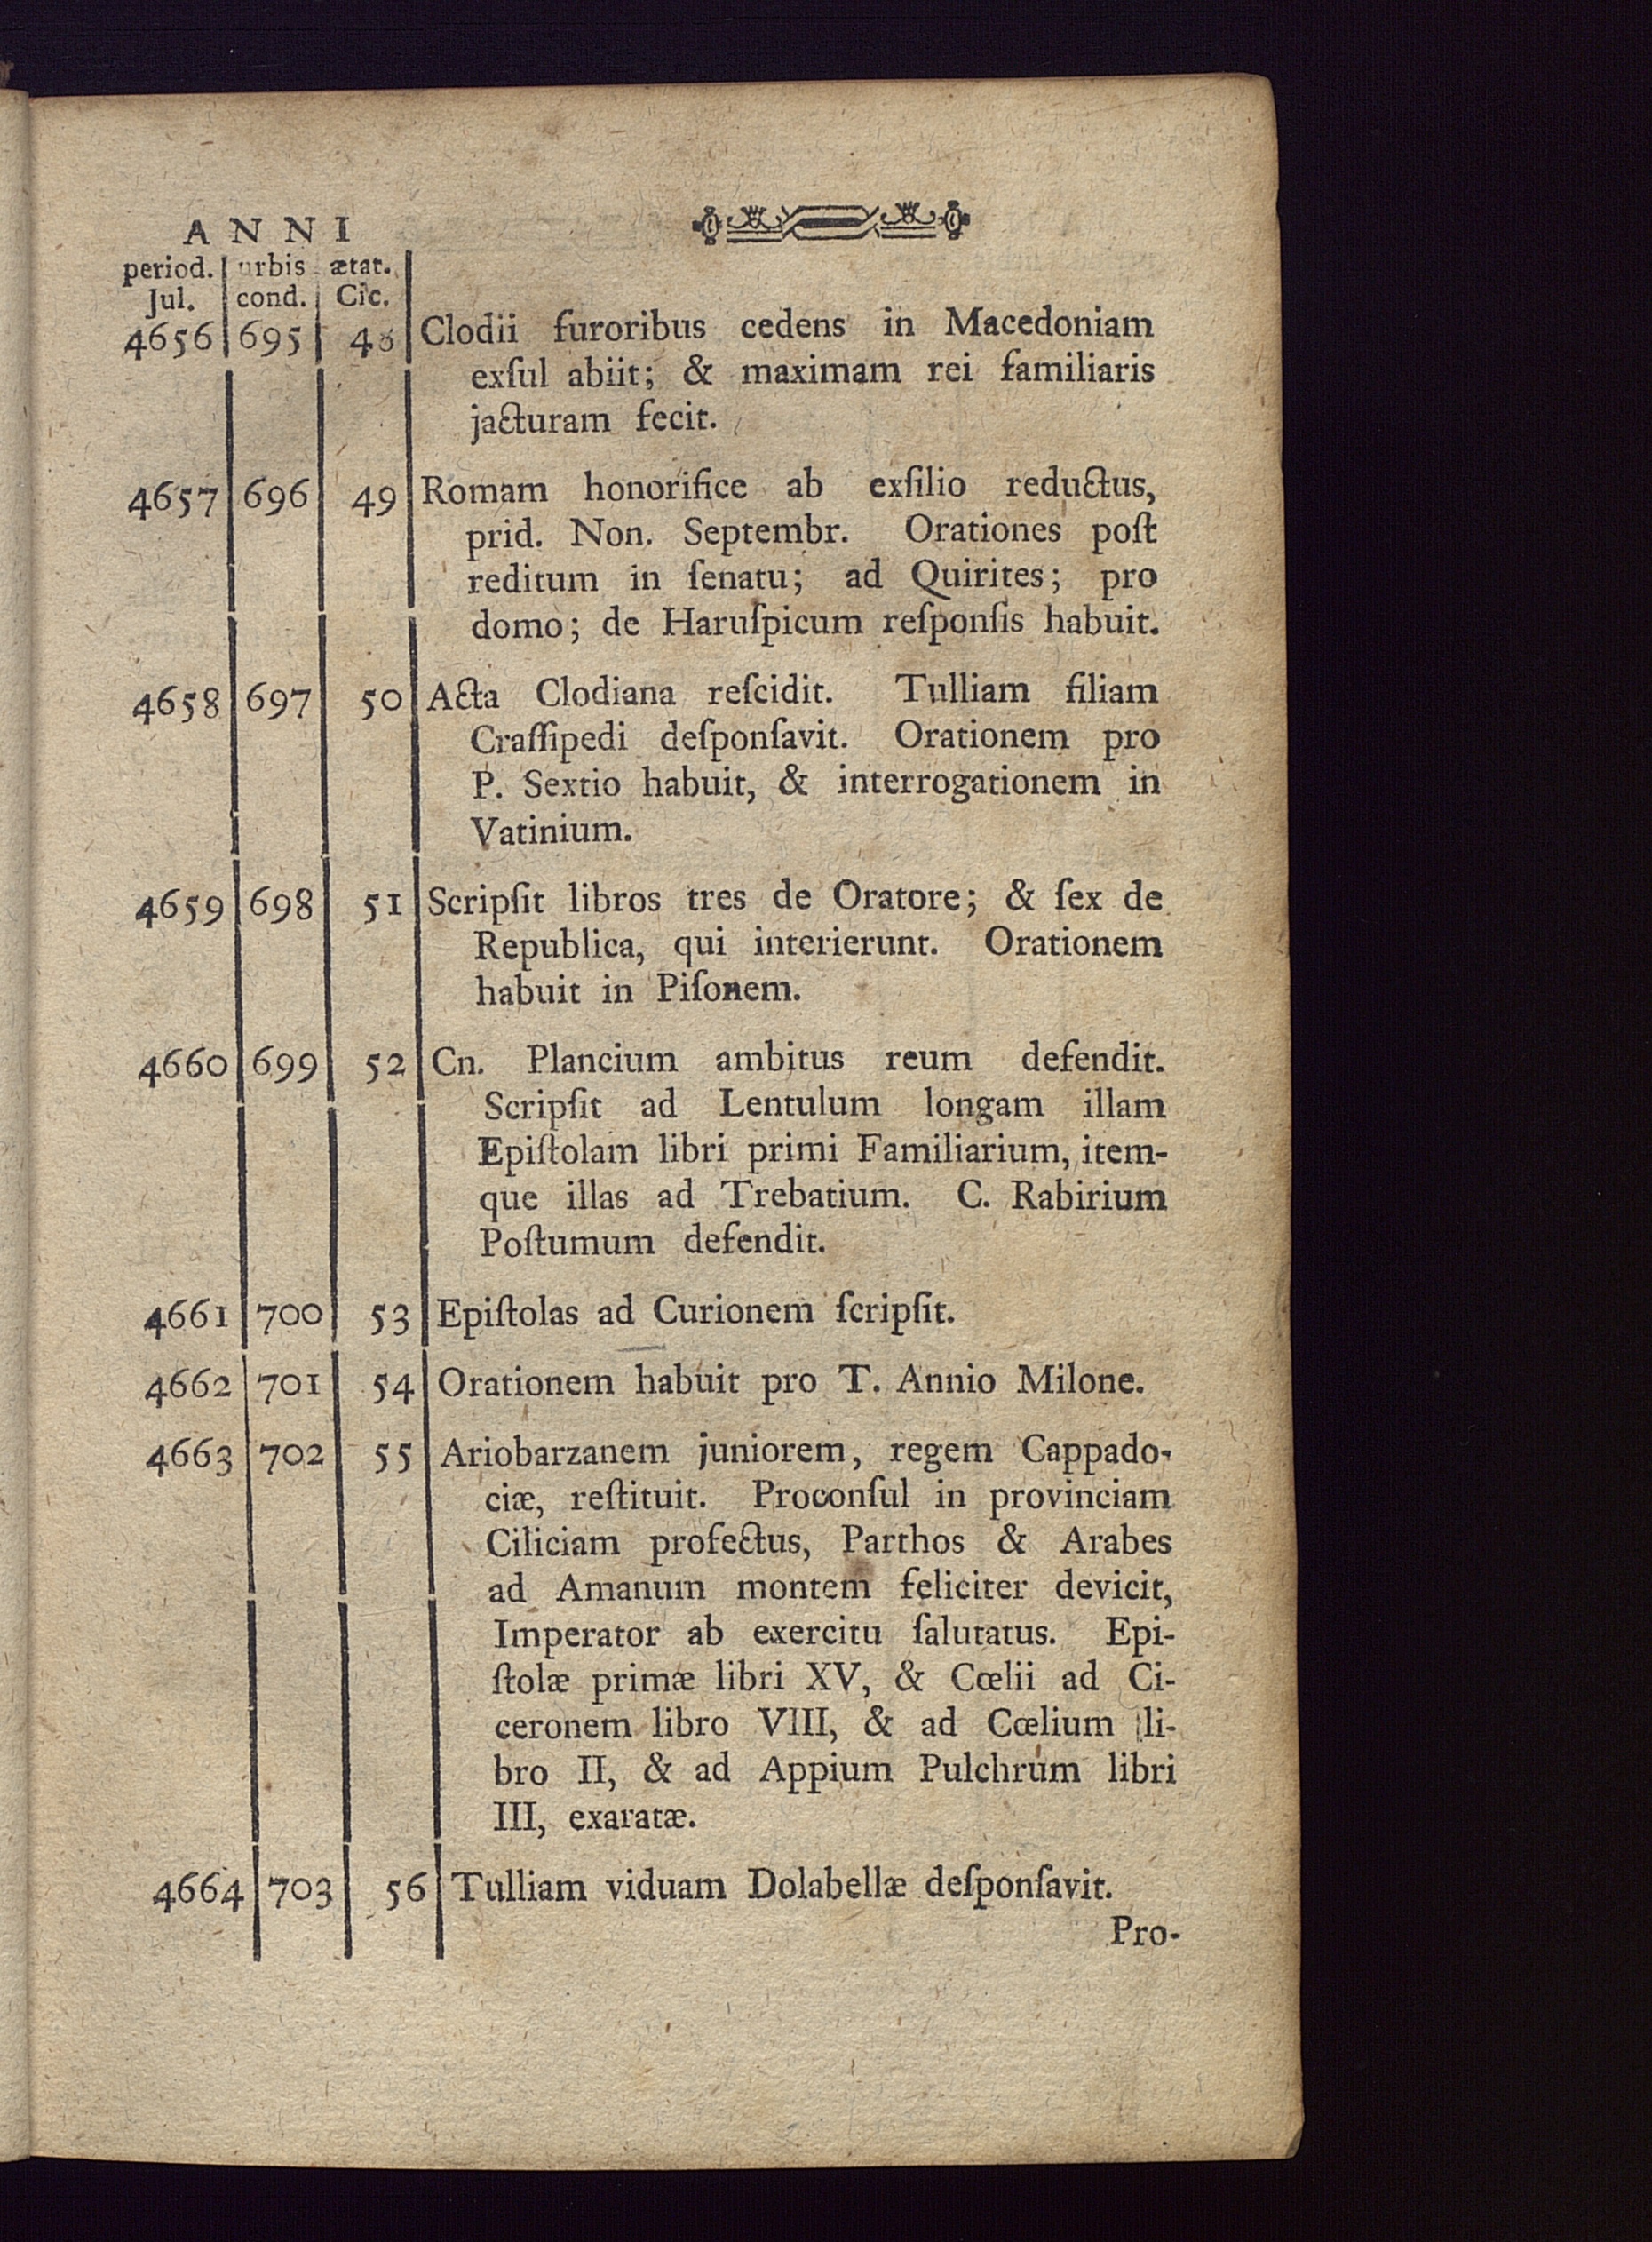 ANNI
period. | urbis | ætat.
Jul. | cond. | Cic.
4656 | 695 | 48 | Clodii furoribus cedens in Macedoniam
exſul abiit; & maximam rei familiaris
jacturam fecit.
4657 | 696 | 49 | Romam honorifice ab exſilio reductus,
prid. Non. Septembr. Orationes poſt
reditum in ſenatu; ad Quirites; pro
domo; de Haruſpicum reſponſis habuit.
4658 | 697 | 50 | Acta Clodiana reſcidit. Tulliam filiam
Craſſipedi deſponſavit. Orationem pro
P. Sextio habuit, & interrogationem in
Vatinium.
4659 | 698 | 51 | Scripſit libros tres de Oratore; & ſex de
Republica, qui interierunt. Orationem
habuit in Piſonem.
4660 | 699 | 52 | Cn. Plancium ambitus reum defendit.
Scripſit ad Lentulum longam illam
Epiſtolam libri primi Familiarium, item-
que illas ad Trebatium. C. Rabirium
Poſtumum defendit.
4661 | 700 | 53 | Epiſtolas ad Curionem ſcripſit.
4662 | 701 | 54 | Orationem habuit pro T. Annio Milone.
4663 | 702 | 55 | Ariobarzanem juniorem, regem Cappado-
ciæ, reſtituit. Proconſul in provinciam
Ciliciam profectus, Parthos & Arabes
ad Amanum montem feliciter devicit,
Imperator ab exercitu ſalutatus. Epi-
ſtolæ primæ libri XV, & Cœlii ad Ci-
ceronem libro VIII, & ad Cœlium li-
bro II, & ad Appium Pulchrum libri
III, exaratæ.
4664 | 703 | 56 | Tulliam viduam Dolabellæ deſponſavit.
Pro-